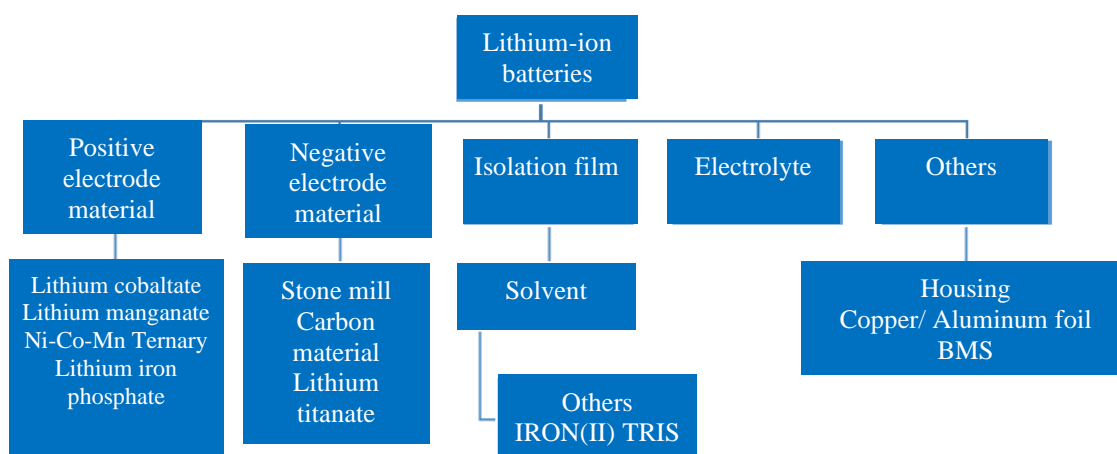 Lithium-ion
batteries
Positive
electrode
material
Negative
electrode
material
Isolation film
Electrolyte
Others
Lithium cobaltate
Lithium manganate
Ni-Co-Mn Ternary
Lithium iron
phosphate
Stone mill
Carbon
material
Lithium
titanate
Solvent
Others
IRON(II) TRIS
Housing
Copper/ Aluminum foil
BMS